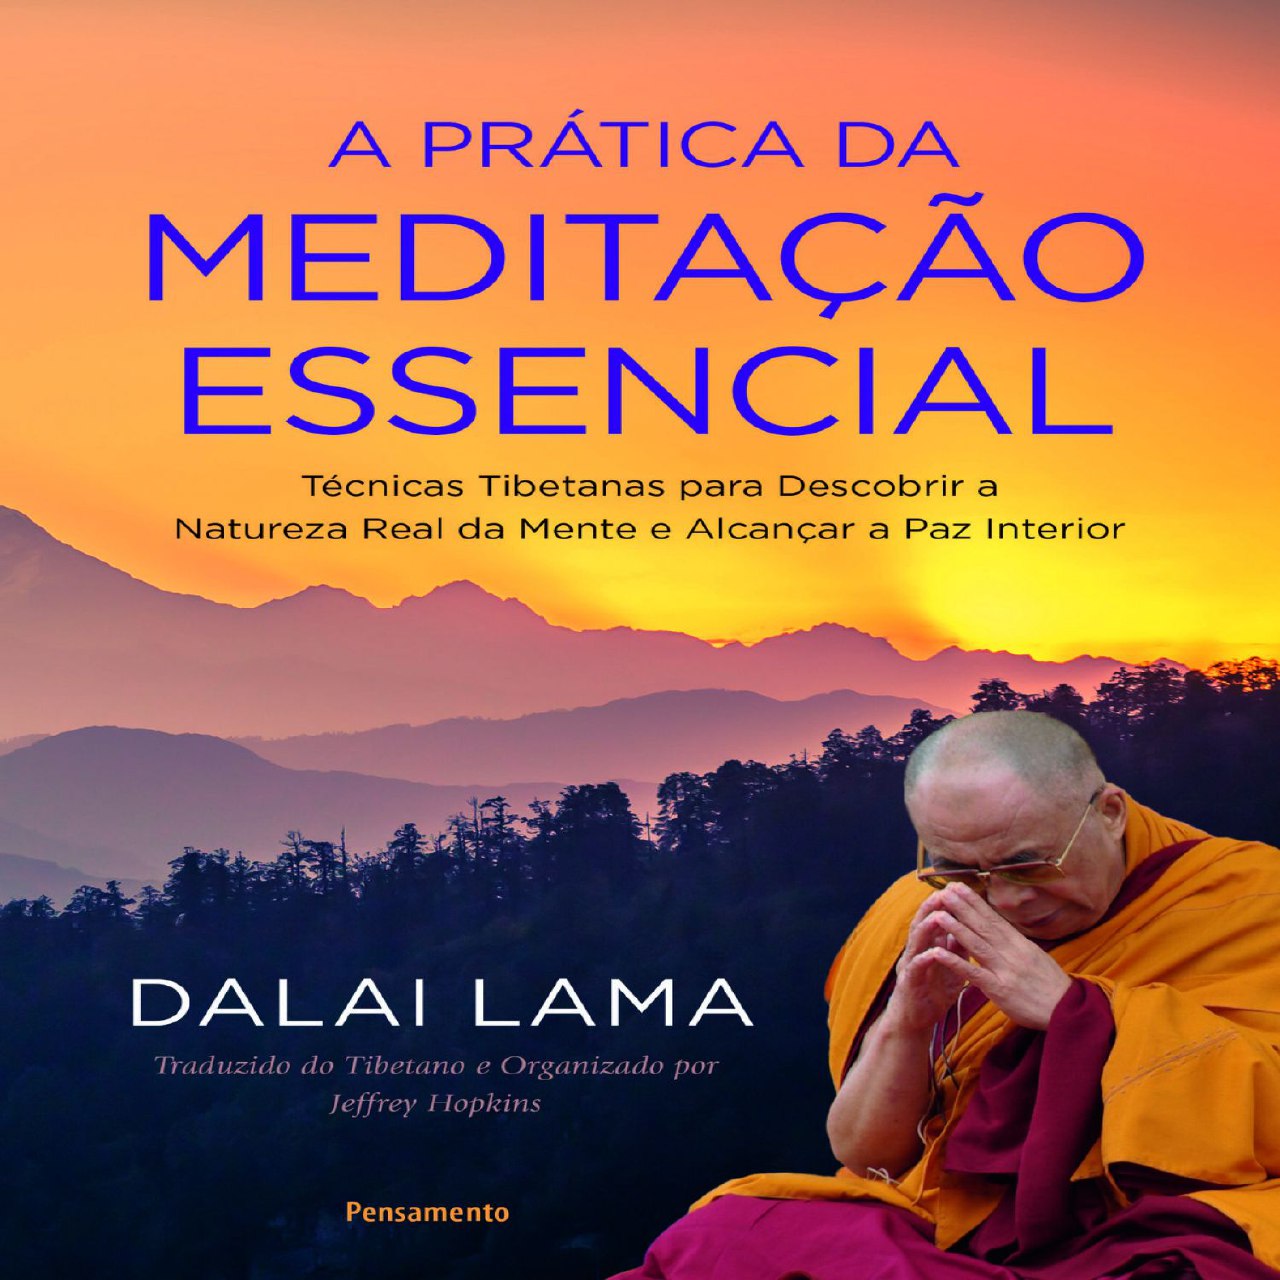 A PRÁTICA DA
MEDITAÇÃO
ESSENCIAL
Técnicas Tibetanas para Descobrir a
Natureza Real da Mente e Alcançar a Paz Interior
DALAI LAMA
Traduzido do Tibetano e Organizado por
Jeffrey Hopkins
Pensamento